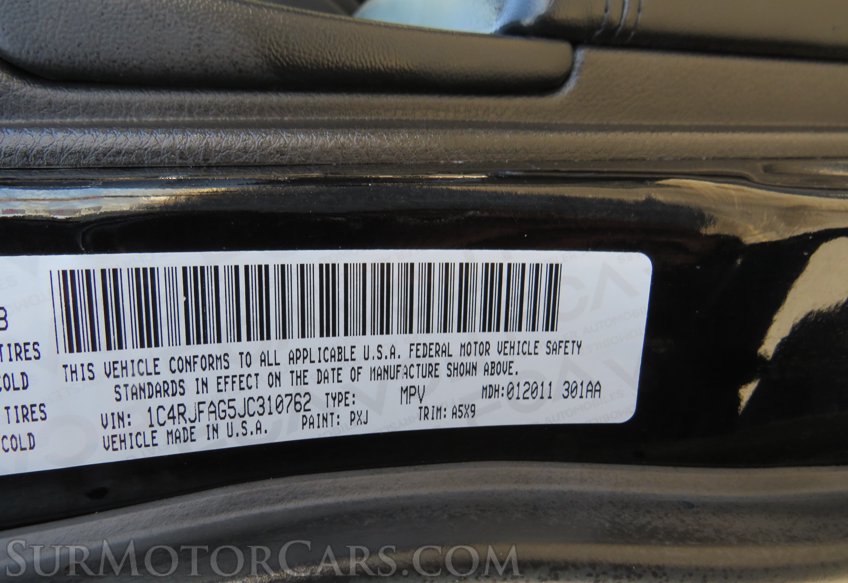 B
TIRES
COLD
TIRES
COLD
THIS VEHICLE CONFORMS TO ALL APPLICABLE U.S.A. FEDERAL MOTOR VEHICLE SAFETY
STANDARDS IN EFFECT ON THE DATE OF MANUFACTURE SHOWN ABOVE.
VIN: 1C4RJFAG5JC310762 TYPE: MPV MDH: 012011 301AA
VEHICLE MADE IN U.S.A. PAINT: PXJ TRIM: A5X9
SURMOTORCARS.COM